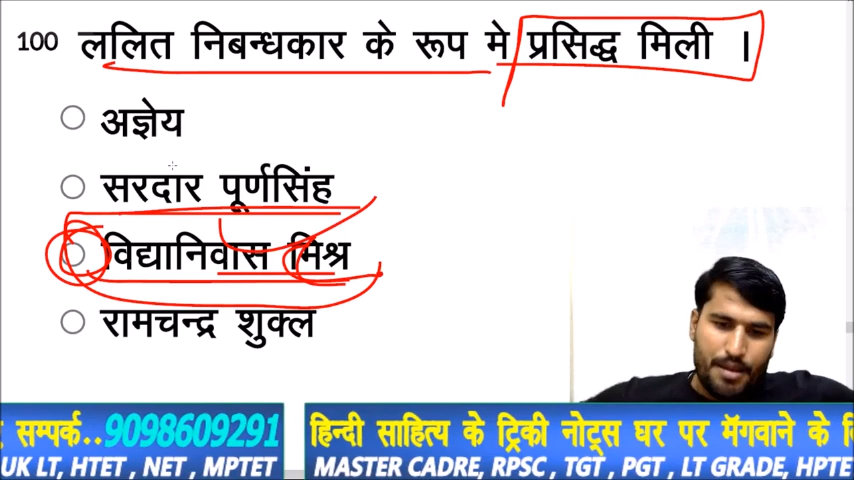 100 ललित निबन्धकार के रूप मे प्रसिद्ध मिली ।
अज्ञेय
सरदार पूर्णसिंह
विद्यानिवास मिश्र
रामचन्द्र शुक्ल
सम्पर्क..9098609291
हिन्दी साहित्य के ट्रिकी नोट्स घर पर मँगवाने के
UK LT, HTET , NET , MPTET
MASTER CADRE, RPSC , TGT , PGT , LT GRADE, HPTE